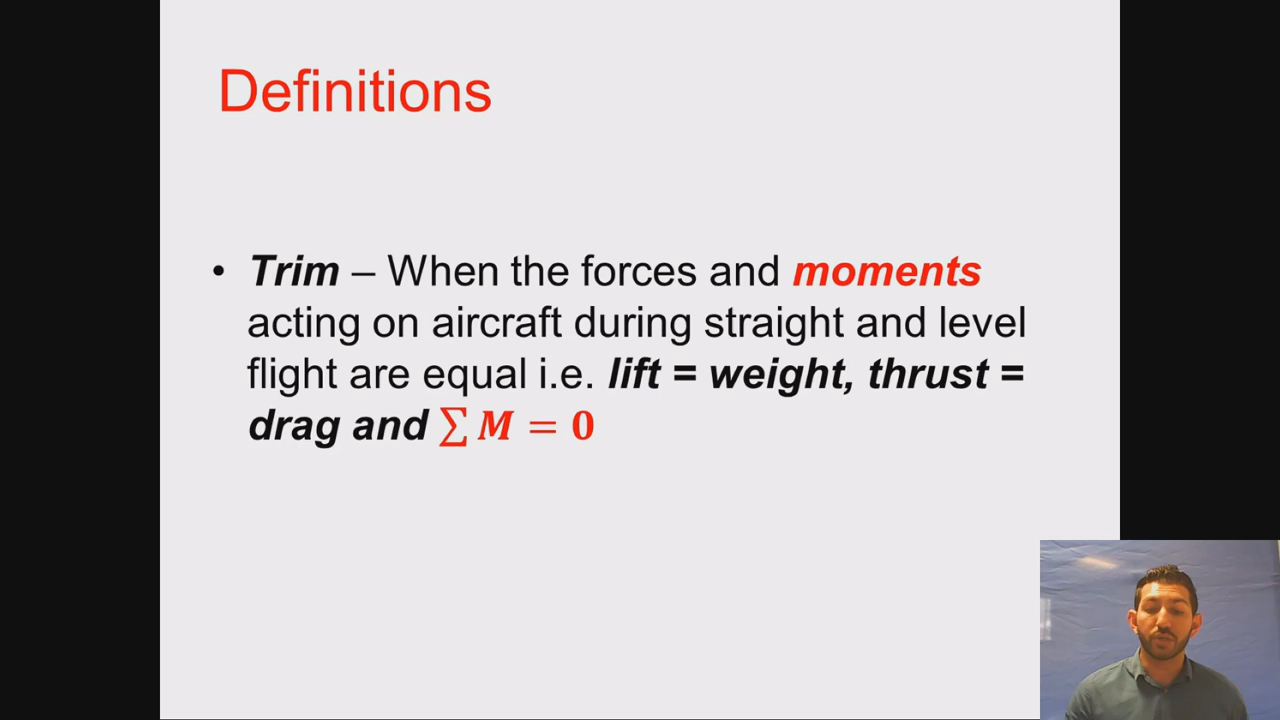 Definitions
• Trim – When the forces and moments
acting on aircraft during straight and level
flight are equal i.e. lift = weight, thrust =
drag and ∑ M = 0